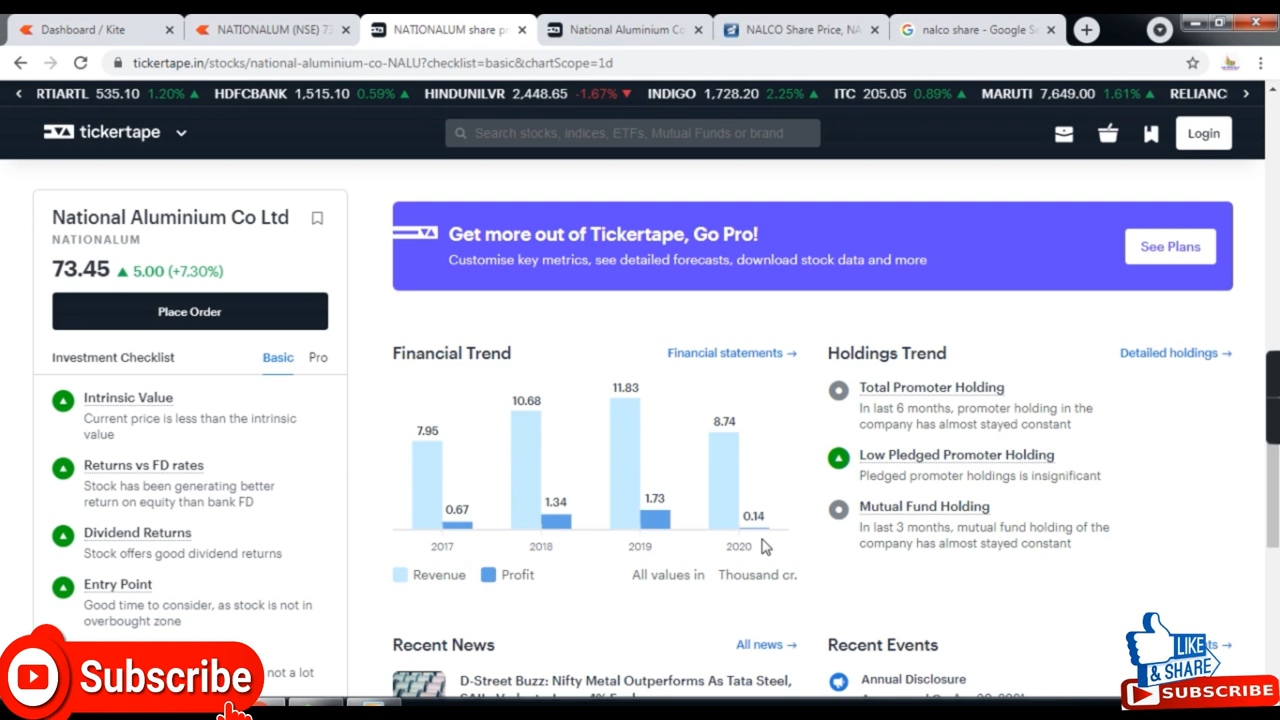 Dashboard / Kite
NATIONALUM (NSE) 73
NATIONALUM share pr
National Aluminium Co
NALCO Share Price, NA
nalco share - Google Se
tickertape.in/stocks/national-aluminium-co-NALU?checklist=basic&chartScope=1d
RTIARTL 535.10 1.20% HDFCBANK 1,515.10 0.59% HINDUNILVR 2,448.65 -1.67% INDIGO 1,728.20 2.25% ITC 205.05 0.89% MARUTI 7,649.00 1.61% RELIANC
tickertape
Search stocks, indices, ETFs, Mutual Funds or brand
Login
National Aluminium Co Ltd
NATIONALUM
73.45 5.00 (+7.30%)
Place Order
Investment Checklist Basic Pro
Intrinsic Value
Current price is less than the intrinsic
value
Returns vs FD rates
Stock has been generating better
return on equity than bank FD
Dividend Returns
Stock offers good dividend returns
Entry Point
Good time to consider, as stock is not in
overbought zone
not a lot
Get more out of Tickertape, Go Pro!
Customise key metrics, see detailed forecasts, download stock data and more
See Plans
Financial Trend
Financial statements →
7.95 0.67
10.68 1.34
11.83 1.73
8.74 0.14
2017 2018 2019 2020
Revenue Profit All values in Thousand cr.
Holdings Trend
Detailed holdings →
Total Promoter Holding
In last 6 months, promoter holding in the
company has almost stayed constant
Low Pledged Promoter Holding
Pledged promoter holdings is insignificant
Mutual Fund Holding
In last 3 months, mutual fund holding of the
company has almost stayed constant
Recent News
All news →
D-Street Buzz: Nifty Metal Outperforms As Tata Steel,
Recent Events
ts →
Annual Disclosure
Subscribe
LIKE
& SHARE
SUBSCRIBE